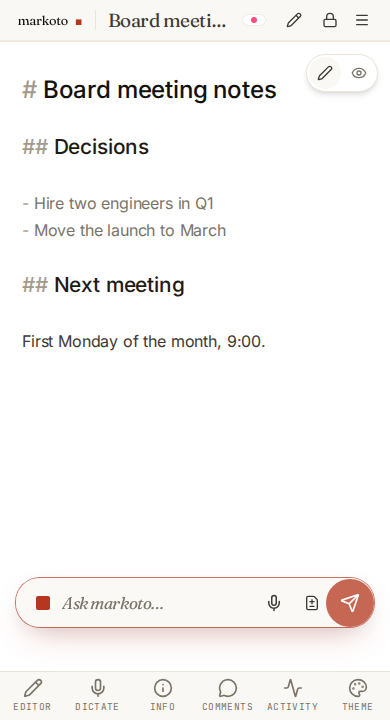 markoto
Board meeti...
# Board meeting notes
## Decisions
- Hire two engineers in Q1
- Move the launch to March
## Next meeting
First Monday of the month, 9:00.
Ask markoto...
EDITOR DICTATE INFO COMMENTS ACTIVITY THEME